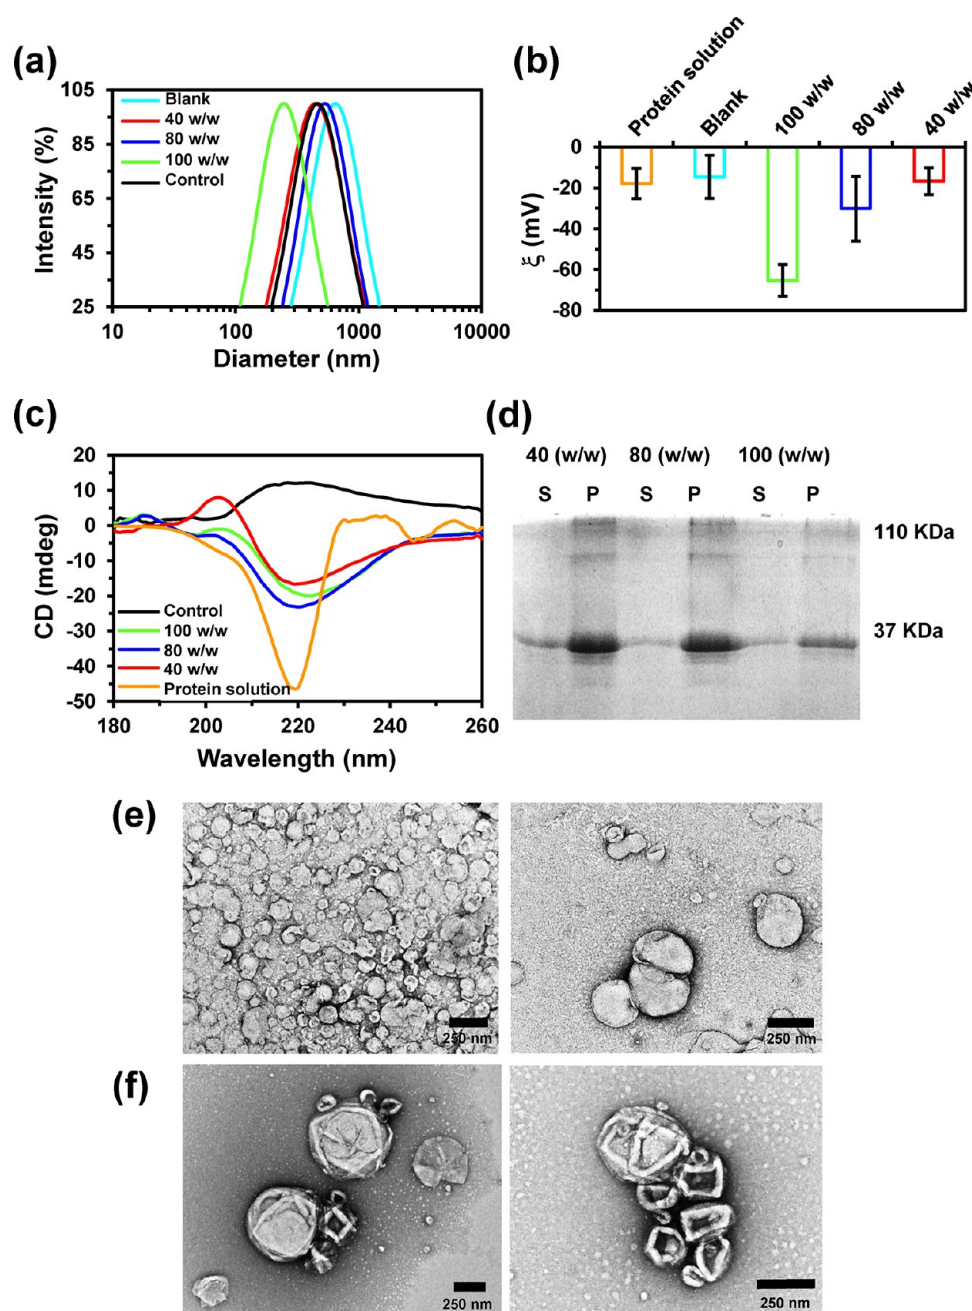 (a)
105
85
65
45
25
Intensity (%)
Blank
40 w/w
80 w/w
100 w/w
Control
10
100
1000
10000
Diameter (nm)
(b)
Protein solution
Blank
100 w/w
80 w/w
40 w/w
0
-20
-40
-60
-80
ξ (mV)
(c)
20
10
0
-10
-20
-30
-40
-50
CD (mdeg)
Control
100 w/w
80 w/w
40 w/w
Protein solution
180
200
220
240
260
Wavelength (nm)
(d)
40 (w/w) 80 (w/w) 100 (w/w)
S P S P S P
110 KDa
37 KDa
(e)
250 nm
250 nm
(f)
250 nm
250 nm